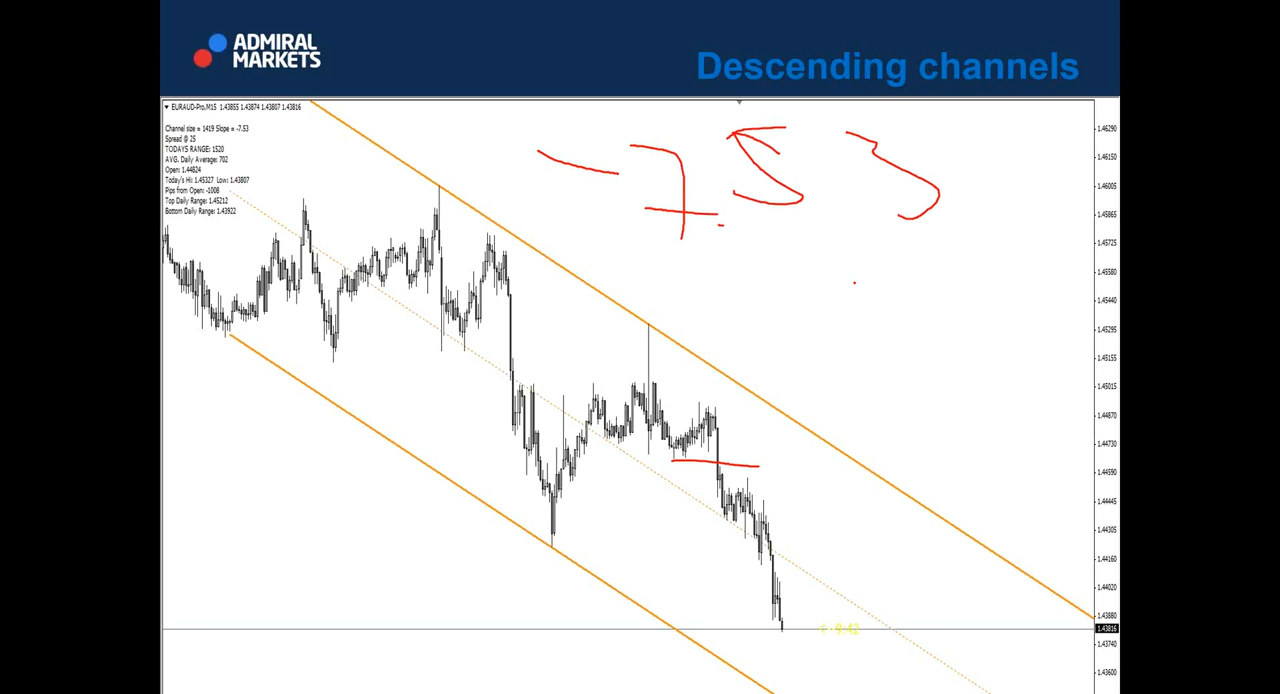 ADMIRAL
MARKETS
Descending channels
EURAUD-Pro,M15 1.43855 1.43874 1.43807 1.43816
Channel size = 1419 Slope = -7.53
Spread @ 25
TODAYS RANGE: 1520
AVG. Daily Average: 702
Open: 1.44824
Today's Hi: 1.45327 Low: 1.43807
Pips from Open: -1008
Top Daily Range: 1.45212
Bottom Daily Range: 1.43922
-7.53
1.46290
1.46150
1.46005
1.45865
1.45725
1.45580
1.45440
1.45295
1.45155
1.45015
1.44870
1.44730
1.44590
1.44445
1.44305
1.44160
1.44020
1.43880
1.43816
1.43740
1.43600